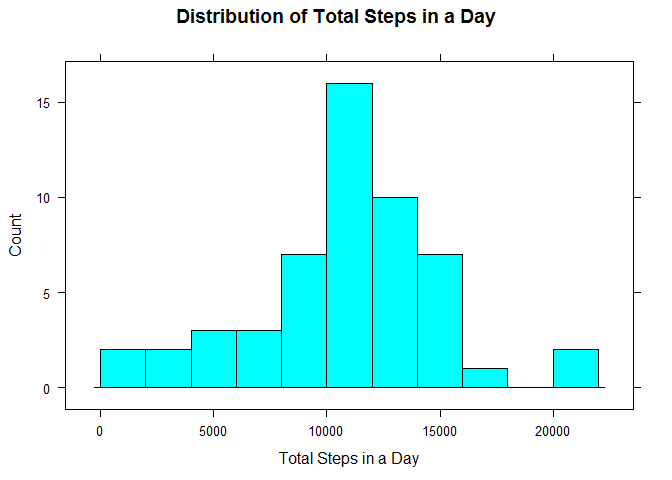 Distribution of Total Steps in a Day
15
10
5
0
Count
0 5000 10000 15000 20000
Total Steps in a Day